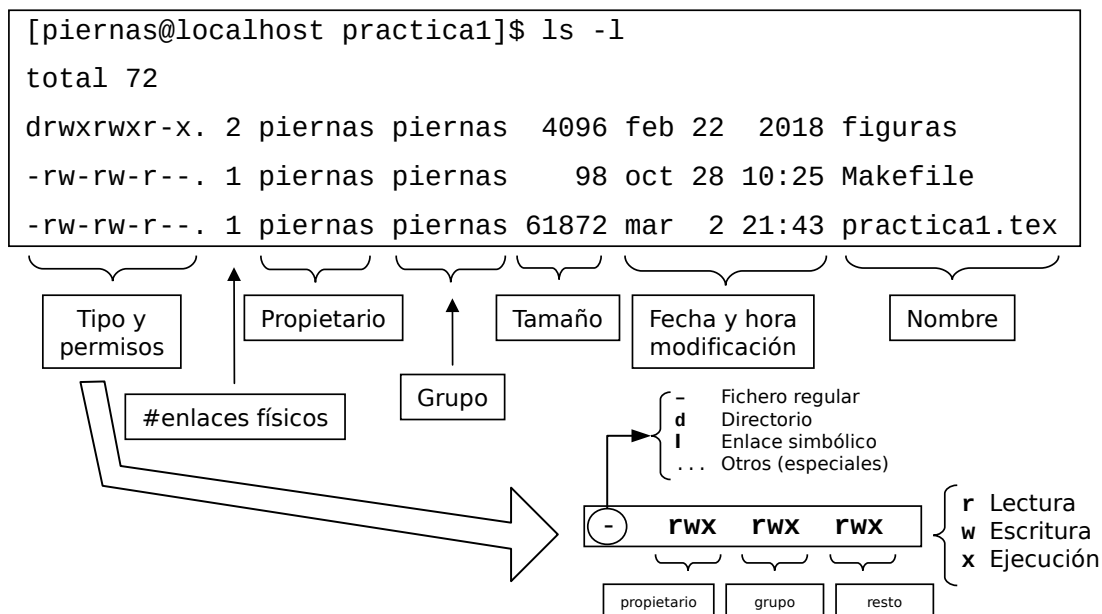 [piernas@localhost practica1]$ ls -l
total 72
drwxrwxr-x. 2 piernas piernas  4096 feb 22  2018 figuras
-rw-rw-r--. 1 piernas piernas    98 oct 28 10:25 Makefile
-rw-rw-r--. 1 piernas piernas 61872 mar  2 21:43 practica1.tex
Tipo y
permisos
Propietario
Tamaño
Fecha y hora
modificación
Nombre
#enlaces físicos
Grupo
- Fichero regular
d Directorio
l Enlace simbólico
... Otros (especiales)
- rwx rwx rwx
r Lectura
w Escritura
x Ejecución
propietario
grupo
resto